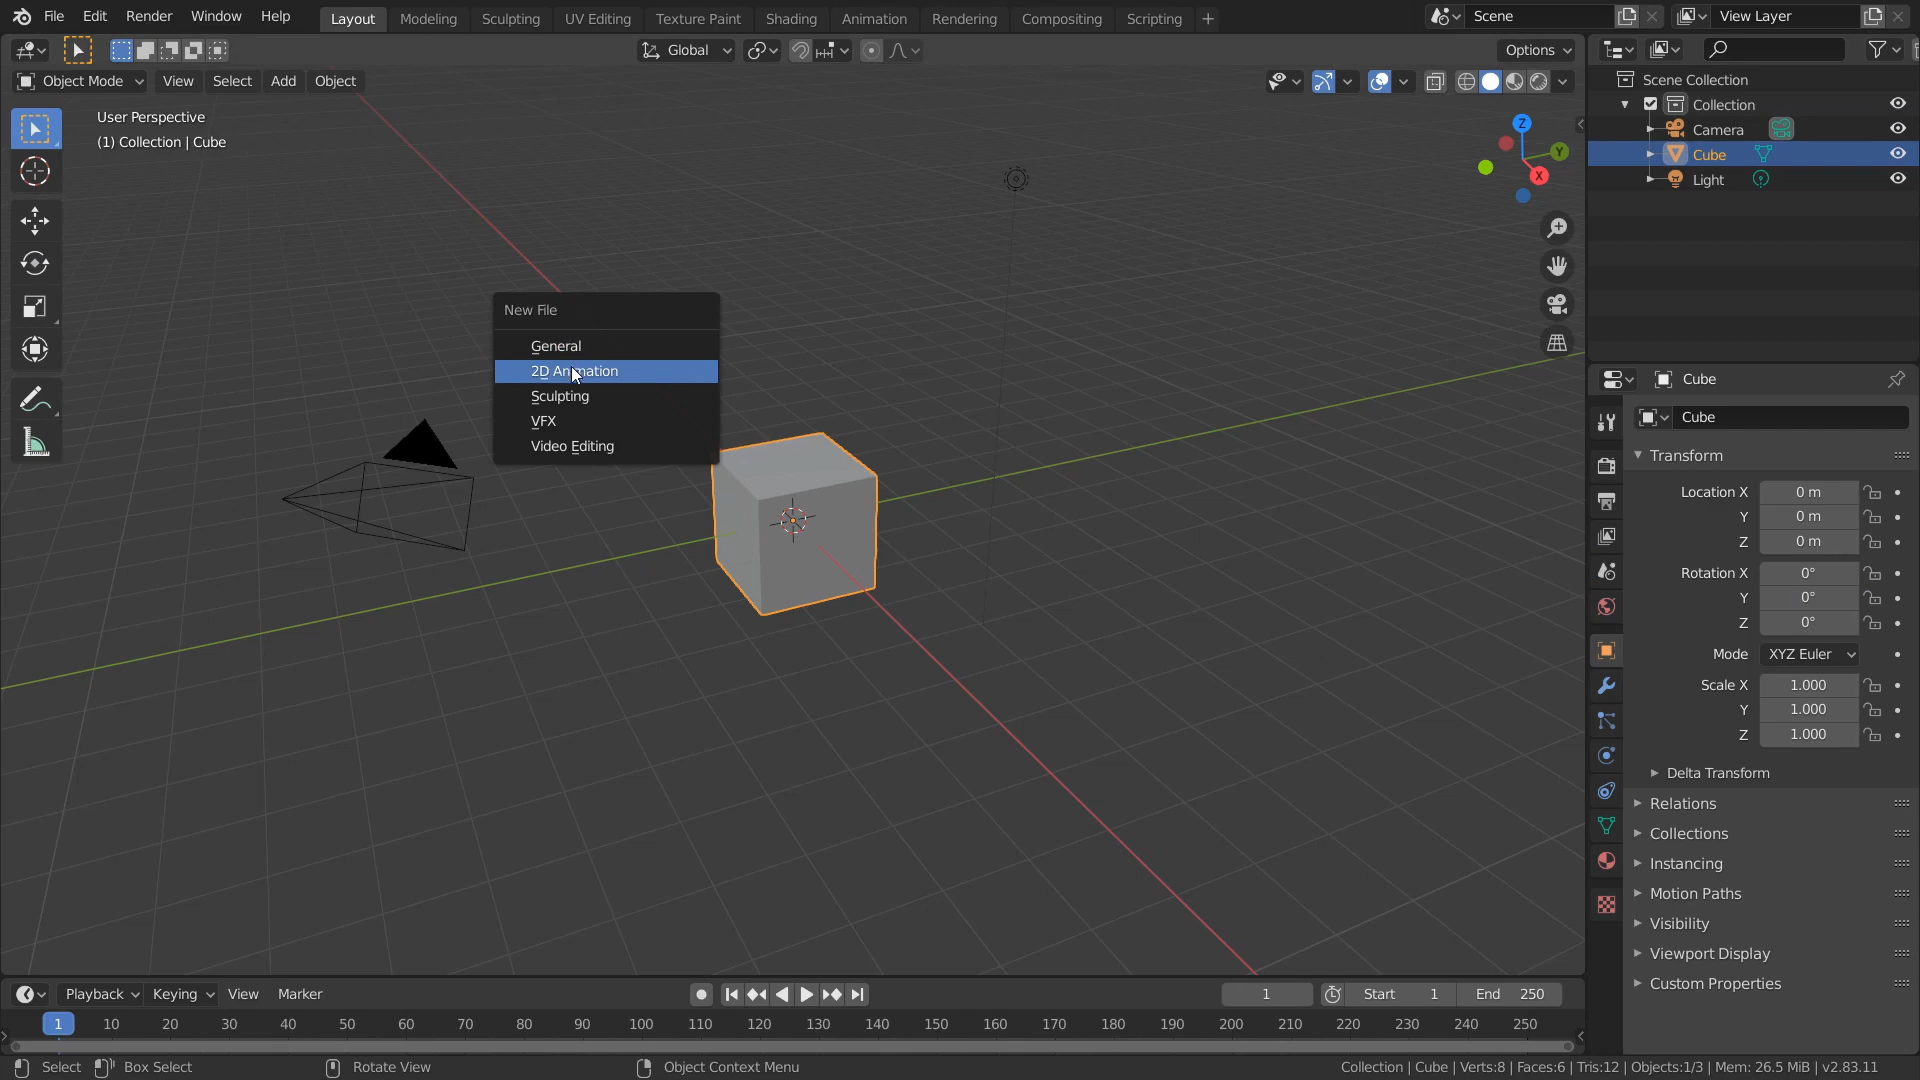 File Edit Render Window Help Layout Modeling Sculpting UV Editing Texture Paint Shading Animation Rendering Compositing Scripting + Scene View Layer
Global Options
Object Mode View Select Add Object
User Perspective
(1) Collection | Cube
Z
Y
X
Scene Collection
Collection
Camera
Cube
Light
New File
General
2D Animation
Sculpting
VFX
Video Editing
Cube
Cube
Transform
Location X 0 m
Y 0 m
Z 0 m
Rotation X 0°
Y 0°
Z 0°
Mode XYZ Euler
Scale X 1.000
Y 1.000
Z 1.000
Delta Transform
Relations
Collections
Instancing
Motion Paths
Visibility
Viewport Display
Custom Properties
Playback Keying View Marker 1 Start 1 End 250
1 10 20 30 40 50 60 70 80 90 100 110 120 130 140 150 160 170 180 190 200 210 220 230 240 250
Select Box Select Rotate View Object Context Menu Collection | Cube | Verts:8 | Faces:6 | Tris:12 | Objects:1/3 | Mem: 26.5 MiB | v2.83.11